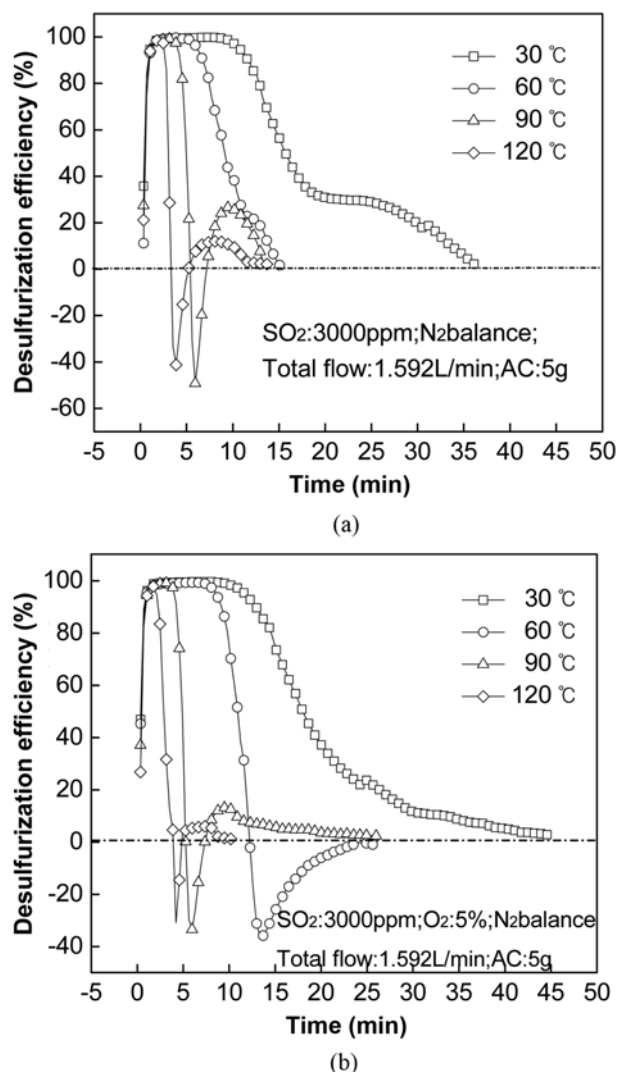 100
80
60
40
20
0
-20
-40
-60
Desulfurization efficiency (%)
30 ℃
60 ℃
90 ℃
120 ℃
SO2:3000ppm;N2balance;
Total flow:1.592L/min;AC:5g
-5 0 5 10 15 20 25 30 35 40 45 50
Time (min)
(a)
100
80
60
40
20
0
-20
-40
Desulfurization efficiency (%)
30 ℃
60 ℃
90 ℃
120 ℃
SO2:3000ppm;O2:5%;N2balance
Total flow:1.592L/min;AC:5g
-5 0 5 10 15 20 25 30 35 40 45 50
Time (min)
(b)